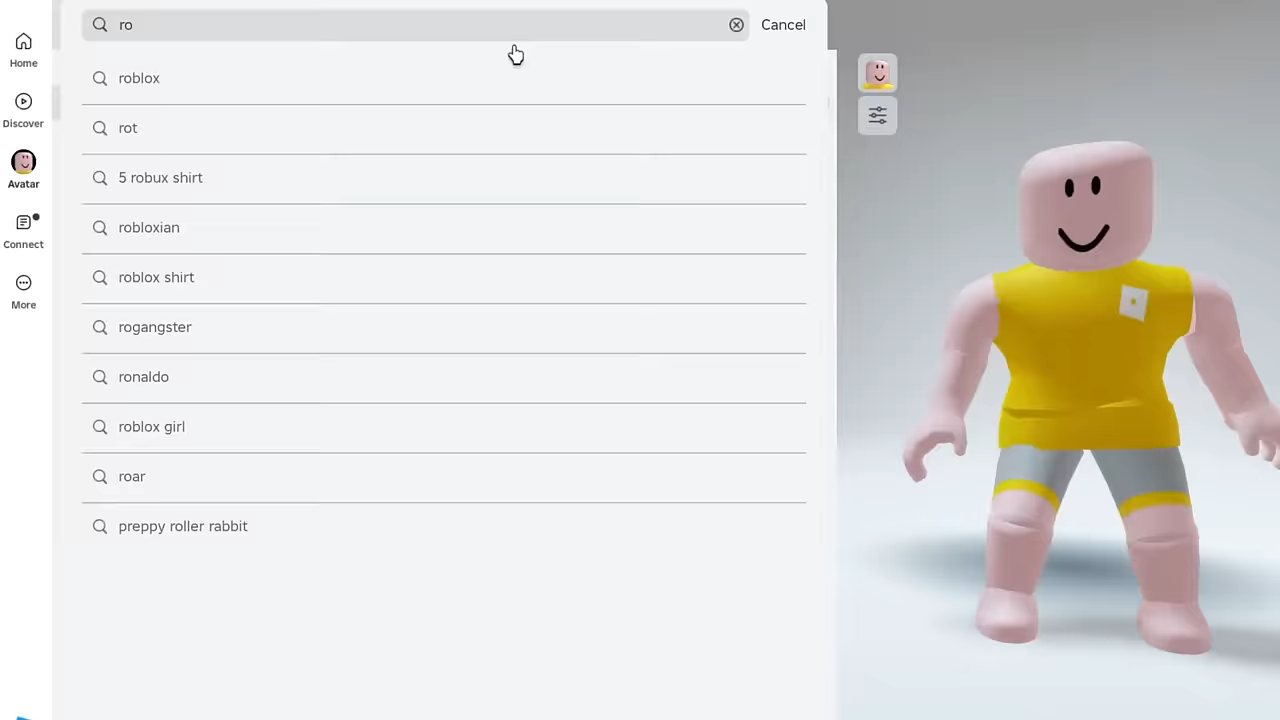 ro
Cancel
Home
Discover
Avatar
Connect
More
roblox
rot
5 robux shirt
robloxian
roblox shirt
rogangster
ronaldo
roblox girl
roar
preppy roller rabbit